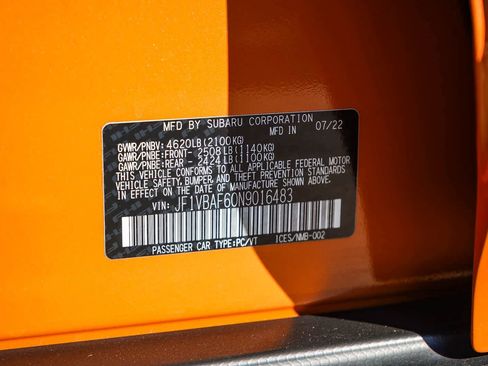 MFD BY SUBARU CORPORATION
MFD IN 07/22
GVWR/PNBV: 4620LB(2100KG)
GAWR/PNBE:FRONT- 2508LB(1140KG)
GAWR/PNBE:REAR - 2424LB(1100KG)
THIS VEHICLE CONFORMS TO ALL APPLICABLE FEDERAL MOTOR
VEHICLE SAFETY, BUMPER, AND THEFT PREVENTION STANDARDS
IN EFFECT ON THE DATE OF MANUFACTURE SHOWN ABOVE.
VIN: JF1VBAF60N9016483
PASSENGER CAR TYPE:PC/VT ICES/NMB-002